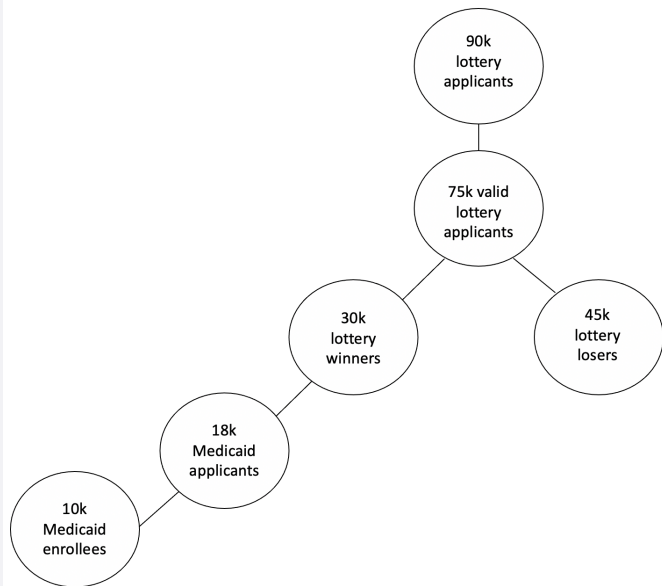 90k
lottery
applicants
75k valid
lottery
applicants
30k
lottery
winners
45k
lottery
losers
18k
Medicaid
applicants
10k
Medicaid
enrollees